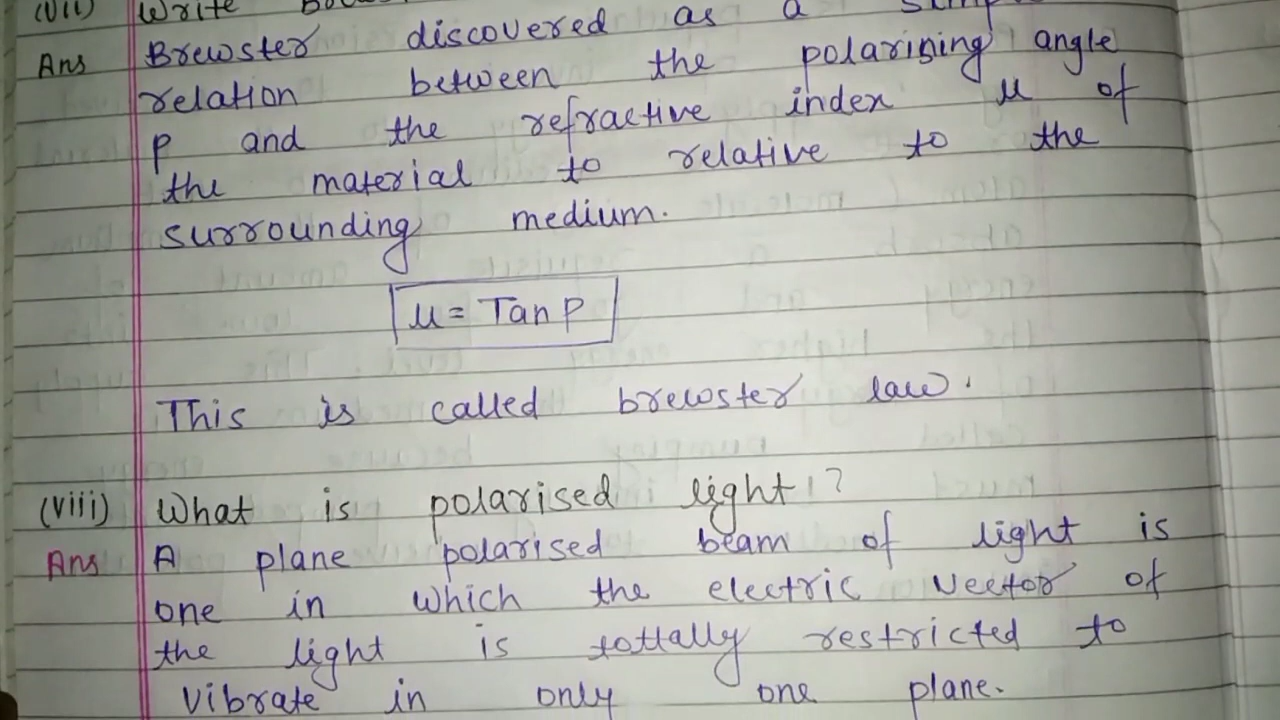 (vii) Write
Ans Brewster discovered as a
relation between the polarizing angle
p and the refractive index μ of
the material to relative to the
surrounding medium.
μ = Tan P
This is called brewster law.
(viii) What is polarised light?
Ans A plane polarised beam of light is
one in which the electric vector of
the light is tottally restricted to
vibrate in only one plane.